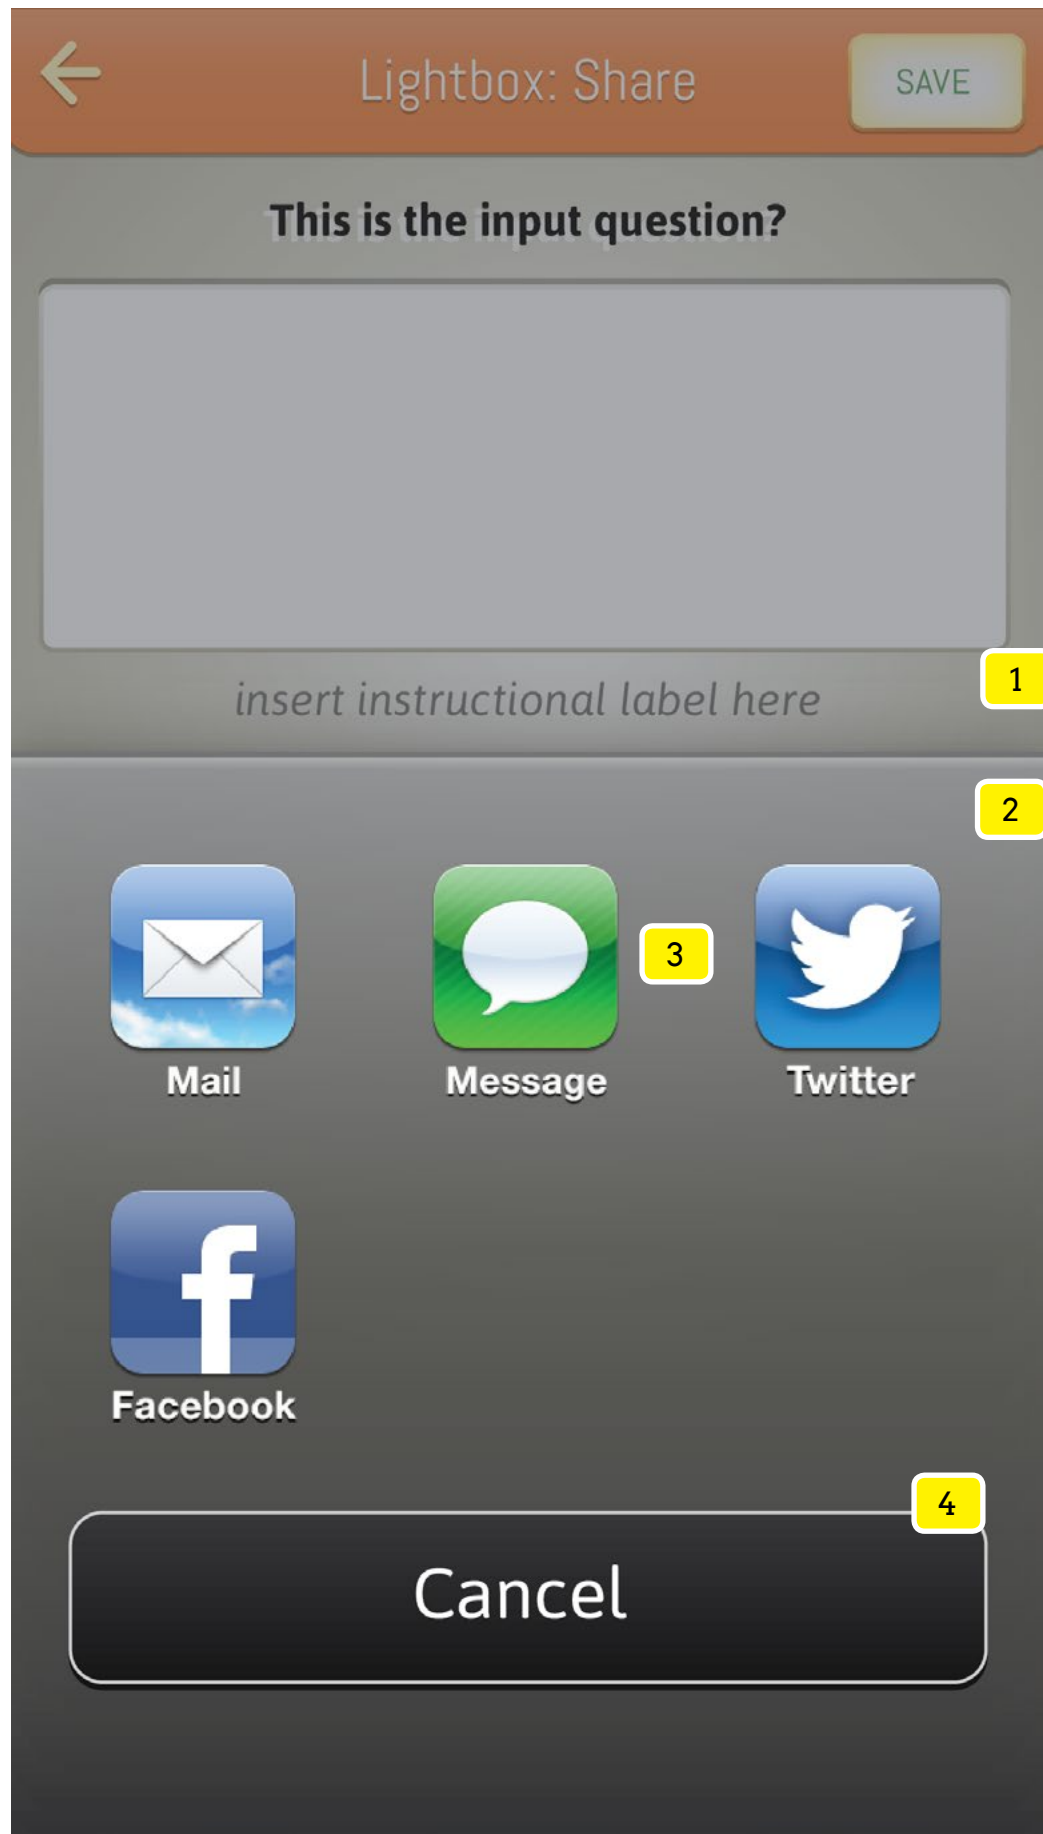 Lightbox: Share
SAVE
This is the input question?
insert instructional label here
1
2
3
Mail
Message
Twitter
Facebook
4
Cancel